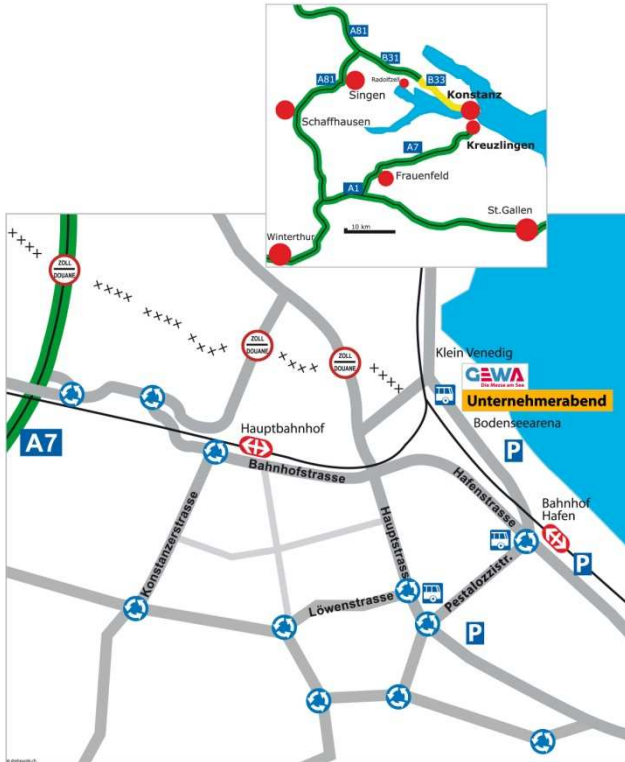 A81
B31
A81
B33
Radolfzell
Singen
Konstanz
Schaffhausen
A7
Kreuzlingen
Frauenfeld
A1
St.Gallen
10 km
Winterthur
ZOLL
DOUANE
ZOLL
DOUANE
ZOLL
DOUANE
Klein Venedig
GEWA
Die Messe am See
Unternehmerabend
Bodenseearena
A7
Hauptbahnhof
P
Bahnhofstrasse
Hafenstrasse
Bahnhof
Hafen
Konstanzerstrasse
Hauptstrasse
P
Pestalozzistr.
Löwenstrasse
P